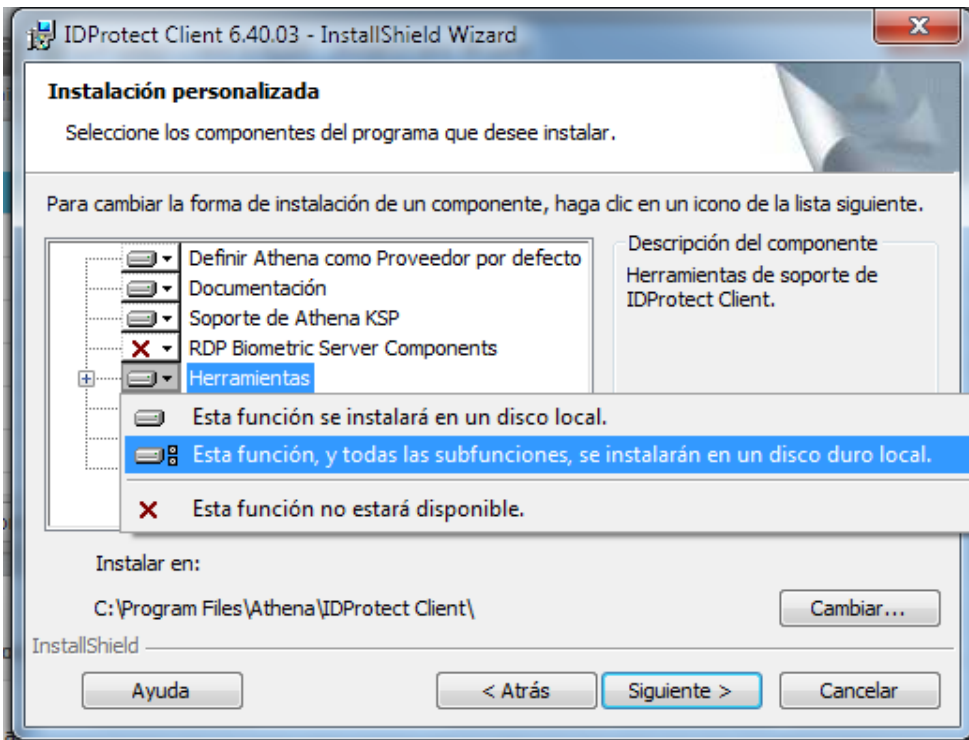 IDProtect Client 6.40.03 - InstallShield Wizard
Instalación personalizada
Seleccione los componentes del programa que desee instalar.
Para cambiar la forma de instalación de un componente, haga clic en un icono de la lista siguiente.
Definir Athena como Proveedor por defecto
Documentación
Soporte de Athena KSP
RDP Biometric Server Components
Herramientas
Descripción del componente
Herramientas de soporte de
IDProtect Client.
Esta función se instalará en un disco local.
Esta función, y todas las subfunciones, se instalarán en un disco duro local.
Esta función no estará disponible.
Instalar en:
C:\Program Files\Athena\IDProtect Client\
Cambiar...
InstallShield
Ayuda
< Atrás
Siguiente >
Cancelar